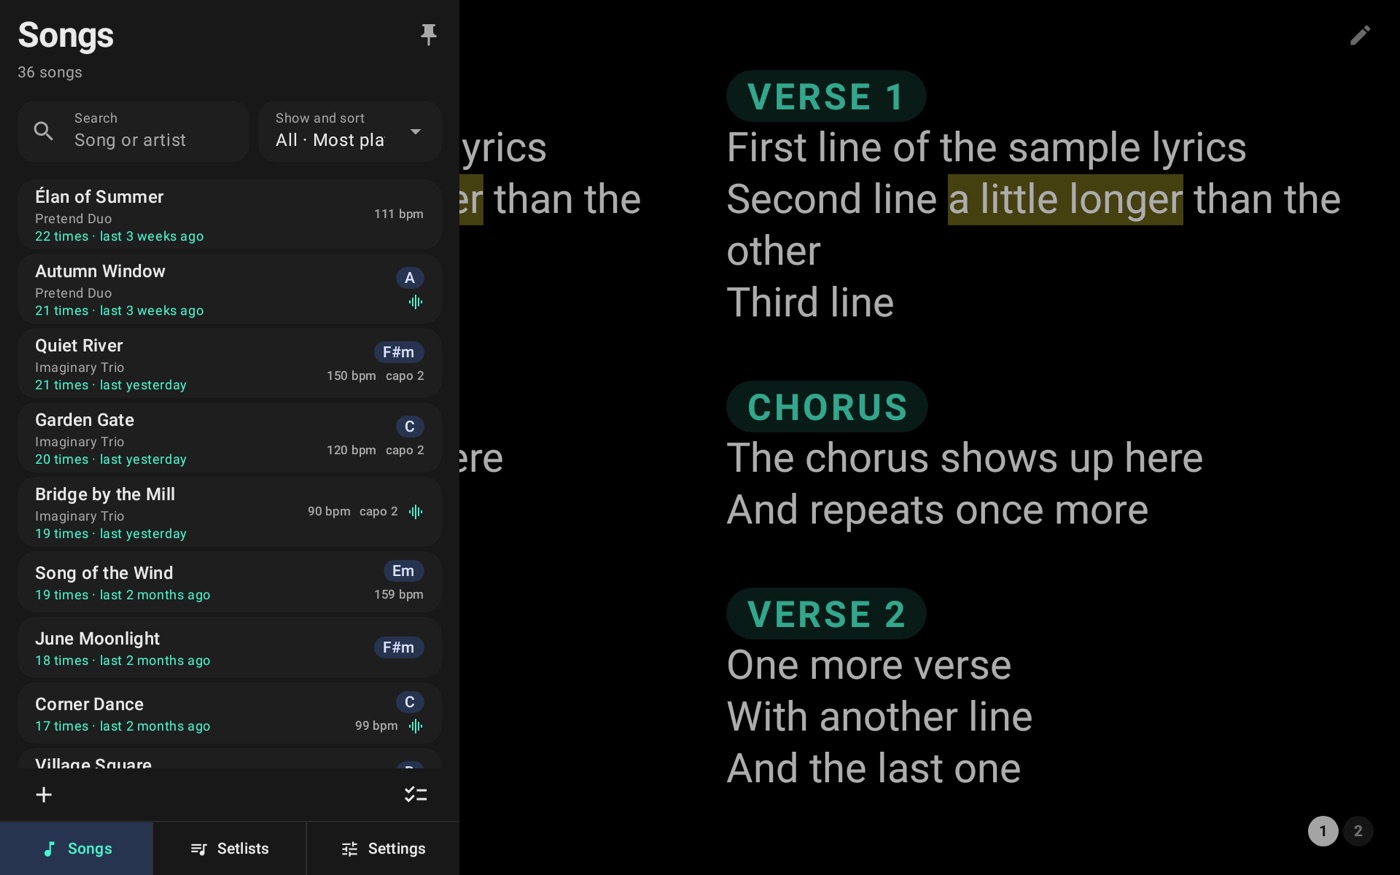 Songs
36 songs
Search
Song or artist
Show and sort
All · Most pla
Élan of Summer
Pretend Duo
22 times · last 3 weeks ago
111 bpm
Autumn Window
Pretend Duo
21 times · last 3 weeks ago
A
Quiet River
Imaginary Trio
21 times · last yesterday
F#m
150 bpm capo 2
Garden Gate
Imaginary Trio
20 times · last yesterday
C
120 bpm capo 2
Bridge by the Mill
Imaginary Trio
19 times · last yesterday
90 bpm capo 2
Song of the Wind
19 times · last 2 months ago
Em
159 bpm
June Moonlight
18 times · last 2 months ago
F#m
Corner Dance
17 times · last 2 months ago
C
99 bpm
Village Square
Songs
Setlists
Settings
yrics
er than the
ere
VERSE 1
First line of the sample lyrics
Second line a little longer than the
other
Third line
CHORUS
The chorus shows up here
And repeats once more
VERSE 2
One more verse
With another line
And the last one
1 2